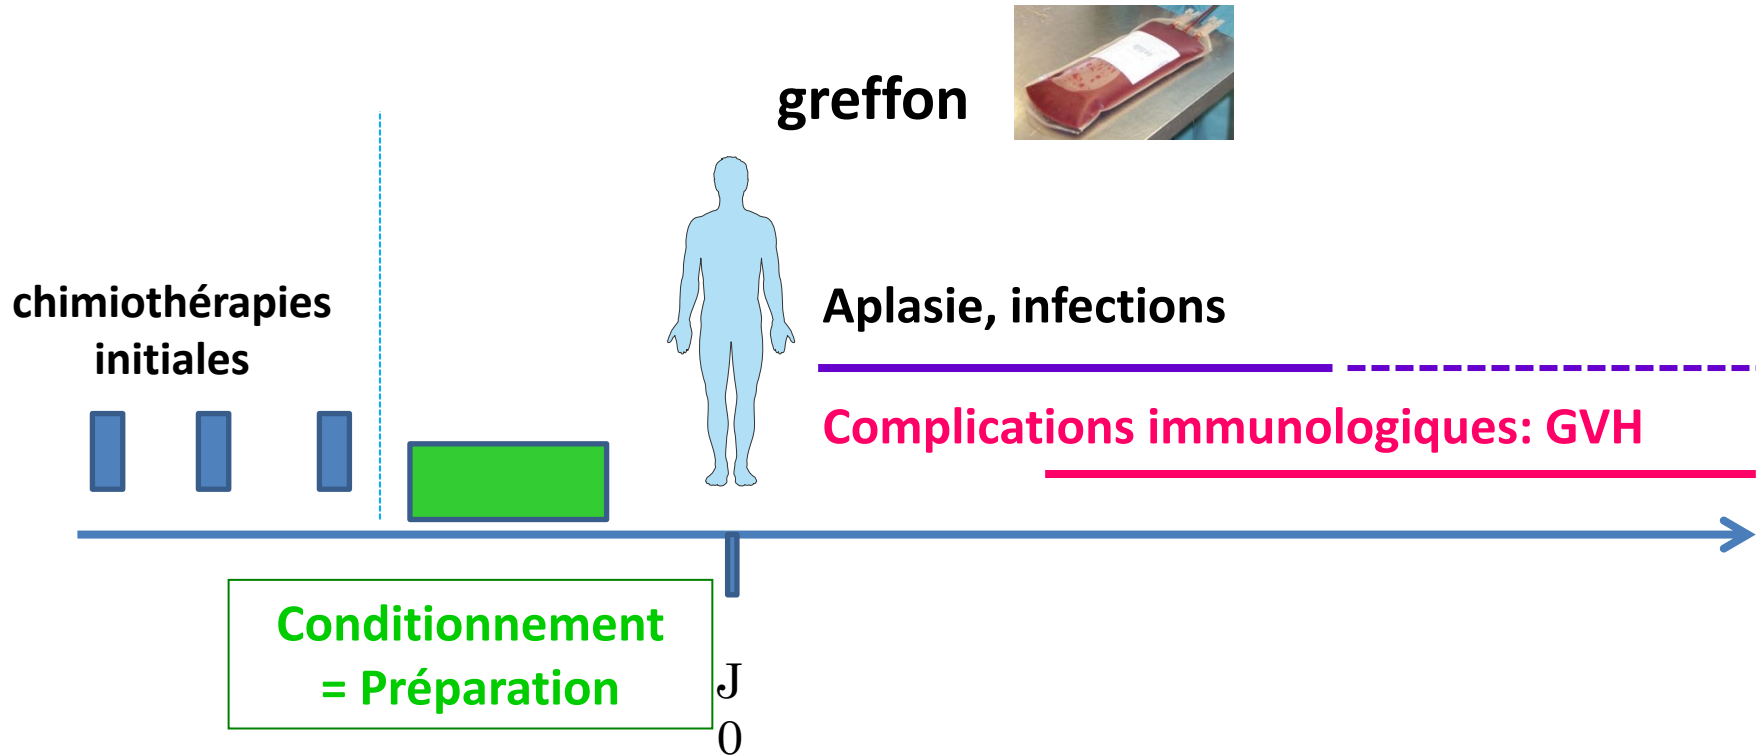 greffon
chimiothérapies
initiales
Aplasie, infections
Complications immunologiques: GVH
Conditionnement
= Préparation
J
0